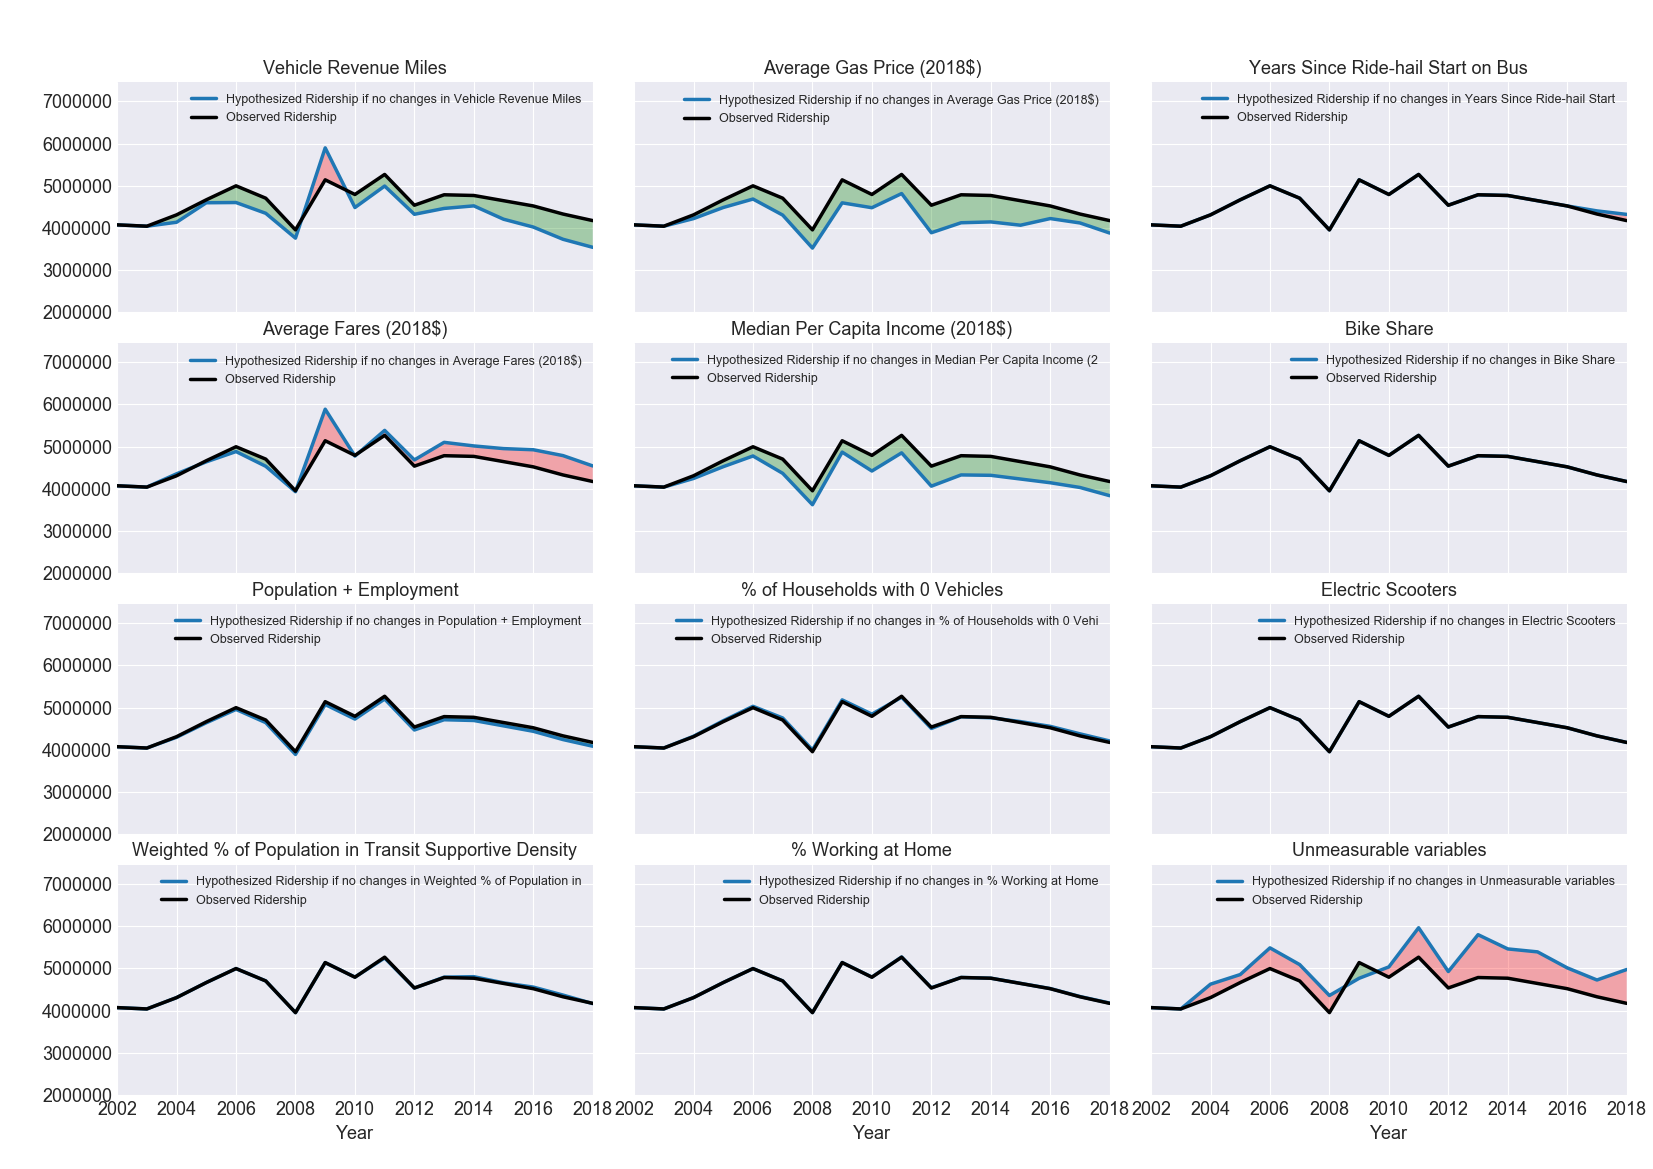 Vehicle Revenue Miles
7000000
6000000
5000000
4000000
3000000
2000000
Hypothesized Ridership if no changes in Vehicle Revenue Miles
Observed Ridership
Average Gas Price (2018$)
Hypothesized Ridership if no changes in Average Gas Price (2018$)
Observed Ridership
Years Since Ride-hail Start on Bus
Hypothesized Ridership if no changes in Years Since Ride-hail Start
Observed Ridership
Average Fares (2018$)
7000000
6000000
5000000
4000000
3000000
2000000
Hypothesized Ridership if no changes in Average Fares (2018$)
Observed Ridership
Median Per Capita Income (2018$)
Hypothesized Ridership if no changes in Median Per Capita Income (2
Observed Ridership
Bike Share
Hypothesized Ridership if no changes in Bike Share
Observed Ridership
Population + Employment
7000000
6000000
5000000
4000000
3000000
2000000
Hypothesized Ridership if no changes in Population + Employment
Observed Ridership
% of Households with 0 Vehicles
Hypothesized Ridership if no changes in % of Households with 0 Vehi
Observed Ridership
Electric Scooters
Hypothesized Ridership if no changes in Electric Scooters
Observed Ridership
Weighted % of Population in Transit Supportive Density
7000000
6000000
5000000
4000000
3000000
2000000
Hypothesized Ridership if no changes in Weighted % of Population in
Observed Ridership
2002 2004 2006 2008 2010 2012 2014 2016 2018
Year
% Working at Home
Hypothesized Ridership if no changes in % Working at Home
Observed Ridership
2002 2004 2006 2008 2010 2012 2014 2016 2018
Year
Unmeasurable variables
Hypothesized Ridership if no changes in Unmeasurable variables
Observed Ridership
2002 2004 2006 2008 2010 2012 2014 2016 2018
Year